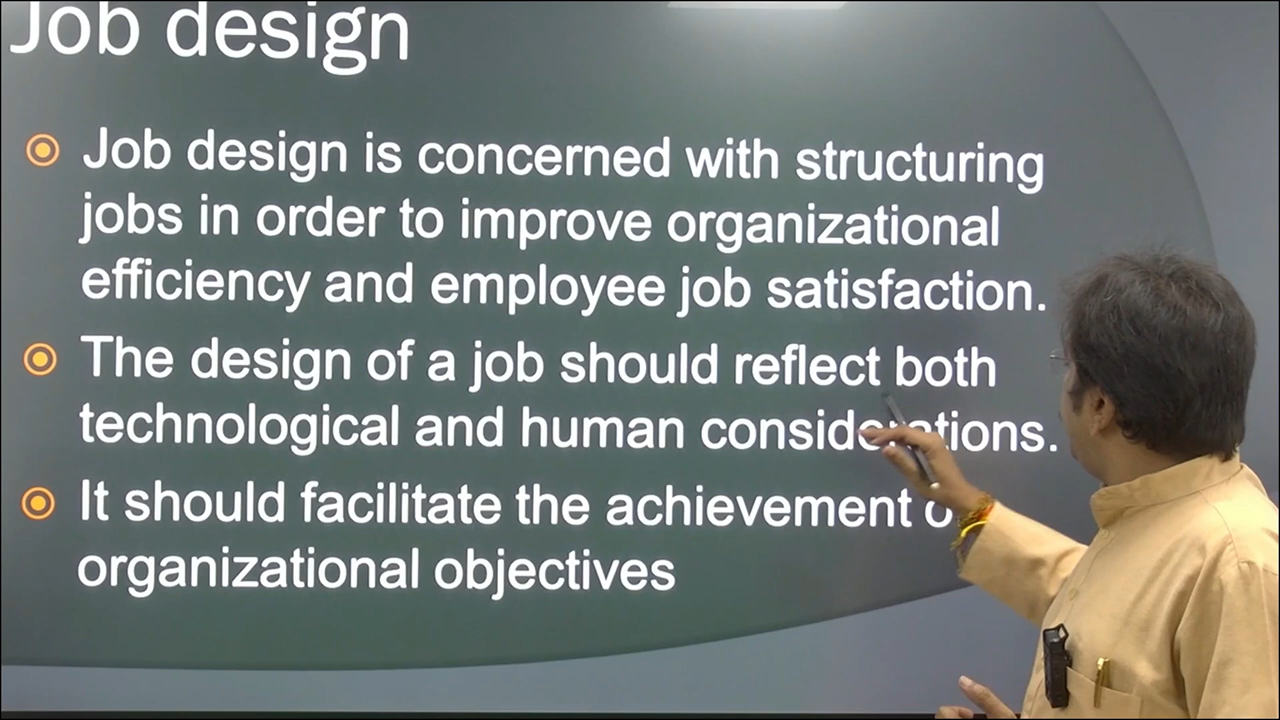 Job design
Job design is concerned with structuring
jobs in order to improve organizational
efficiency and employee job satisfaction.
The design of a job should reflect both
technological and human considerations.
It should facilitate the achievement o
organizational objectives